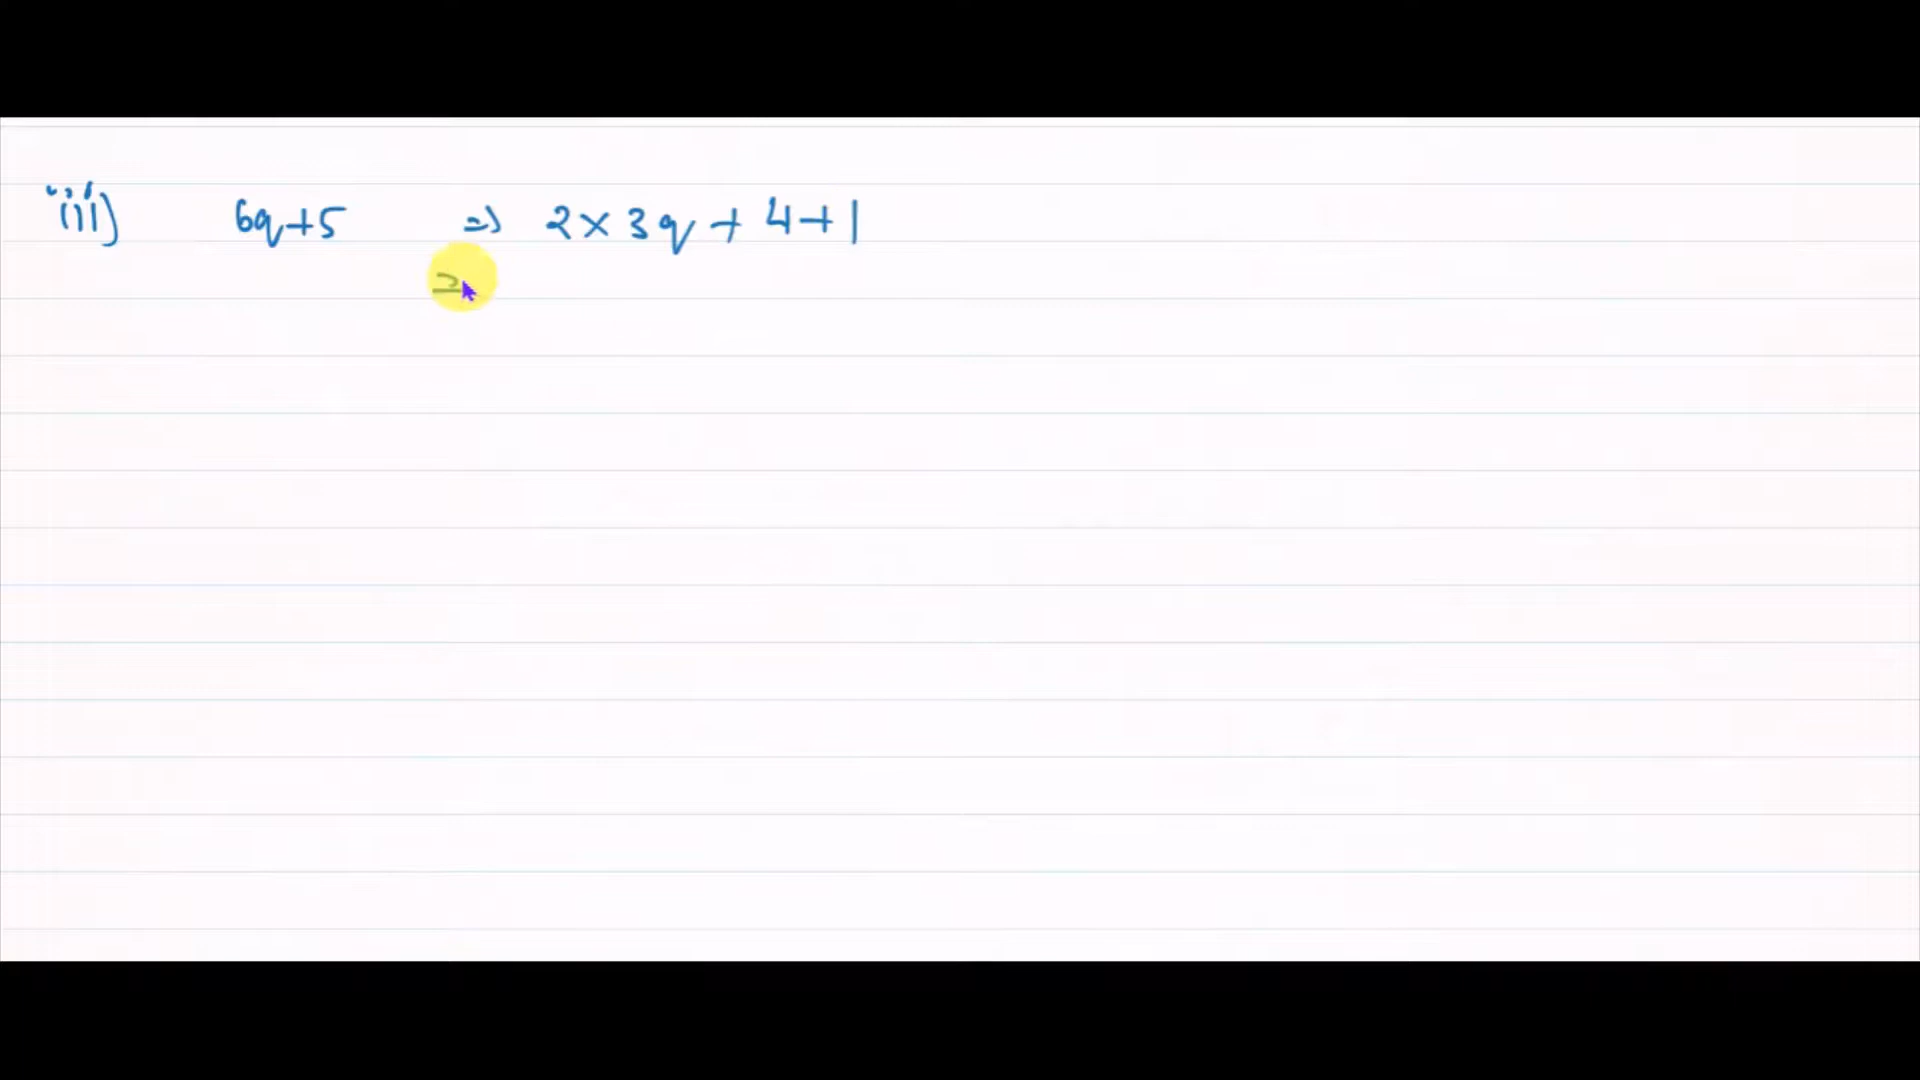 iii) 6q+5 => 2 × 3q + 4+1
=